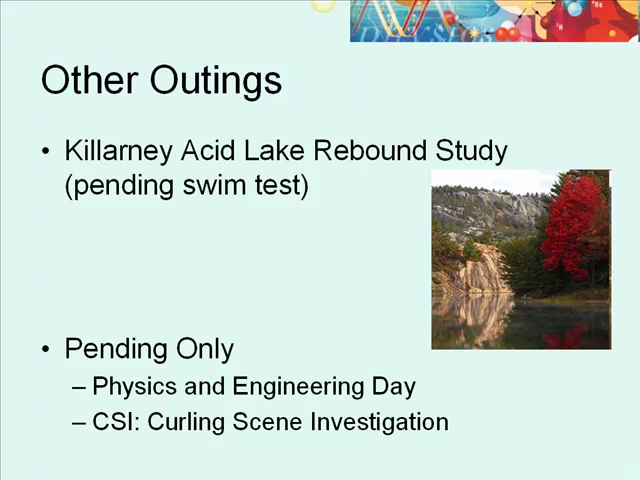 Other Outings
• Killarney Acid Lake Rebound Study
(pending swim test)
• Pending Only
– Physics and Engineering Day
– CSI: Curling Scene Investigation